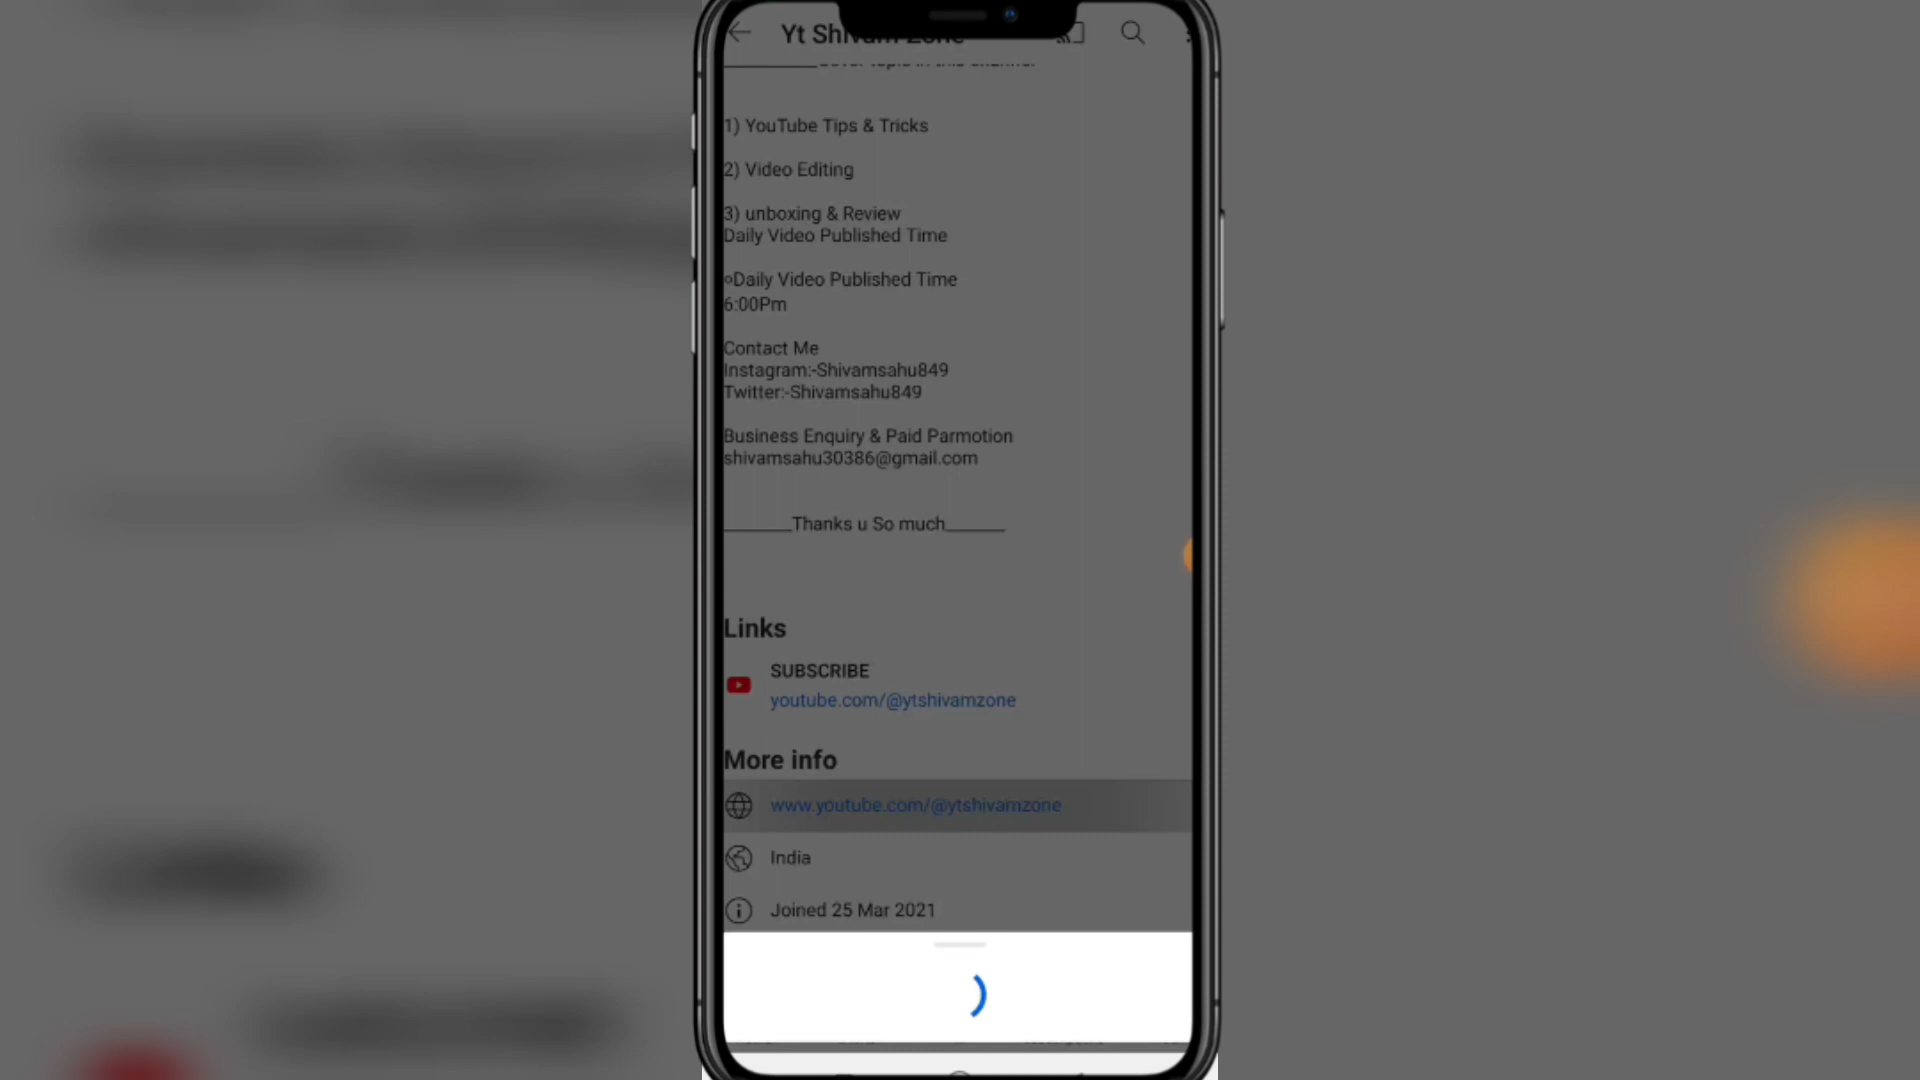 Yt Shivam Zone
1) YouTube Tips & Tricks
2) Video Editing
3) unboxing & Review
Daily Video Published Time
◦Daily Video Published Time
6:00Pm
Contact Me
Instagram:-Shivamsahu849
Twitter:-Shivamsahu849
Business Enquiry & Paid Parmotion
shivamsahu30386@gmail.com
_______Thanks u So much______
Links
SUBSCRIBE
youtube.com/@ytshivamzone
More info
www.youtube.com/@ytshivamzone
India
Joined 25 Mar 2021